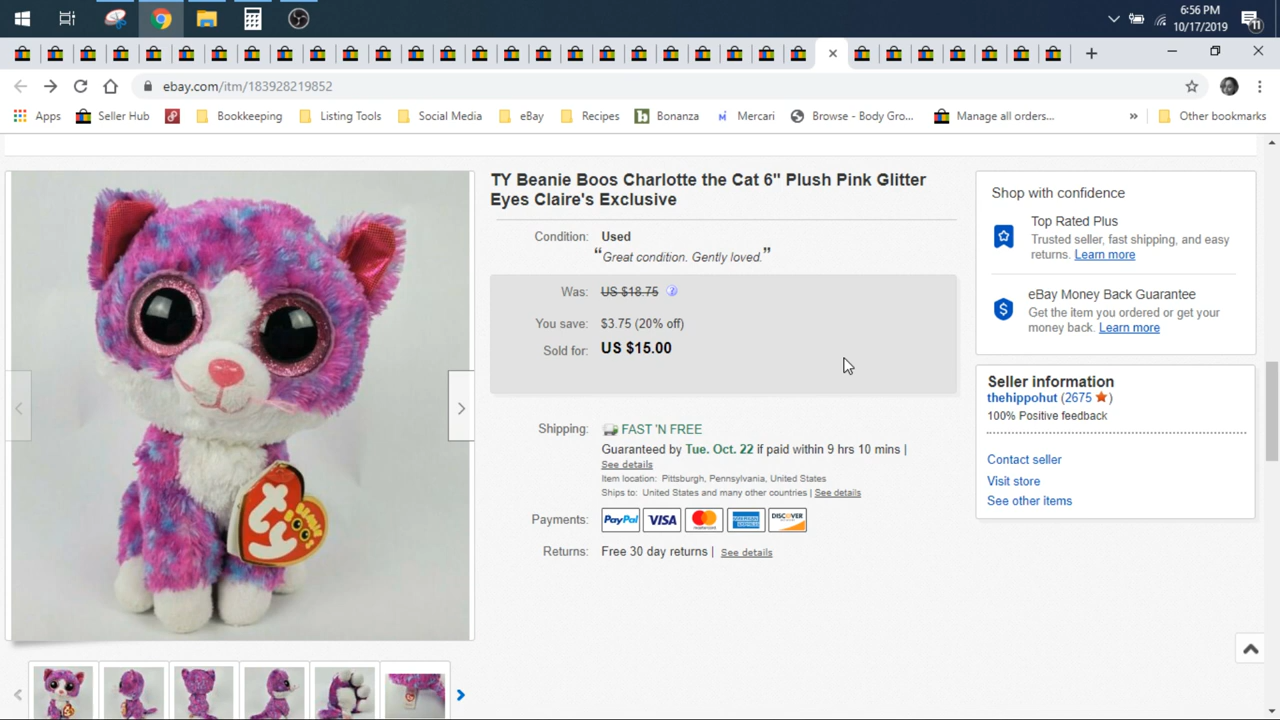 6:56 PM
10/17/2019
11
ebay.com/itm/183928219852
Apps
Seller Hub
Bookkeeping
Listing Tools
Social Media
eBay
Recipes
b
Bonanza
m
Mercari
Browse - Body Gro...
Manage all orders...
»
Other bookmarks
TY Beanie Boos Charlotte the Cat 6" Plush Pink Glitter
Eyes Claire's Exclusive
Condition: Used
“Great condition. Gently loved.”
Was: US $18.75
You save: $3.75 (20% off)
Sold for: US $15.00
Shipping: FAST 'N FREE
Guaranteed by Tue. Oct. 22 if paid within 9 hrs 10 mins |
See details
Item location: Pittsburgh, Pennsylvania, United States
Ships to: United States and many other countries | See details
Payments: PayPal VISA mastercard AMERICAN EXPRESS DISCOVER
Returns: Free 30 day returns | See details
Shop with confidence
Top Rated Plus
Trusted seller, fast shipping, and easy
returns. Learn more
eBay Money Back Guarantee
Get the item you ordered or get your
money back. Learn more
Seller information
thehippohut (2675 )
100% Positive feedback
Contact seller
Visit store
See other items
ty